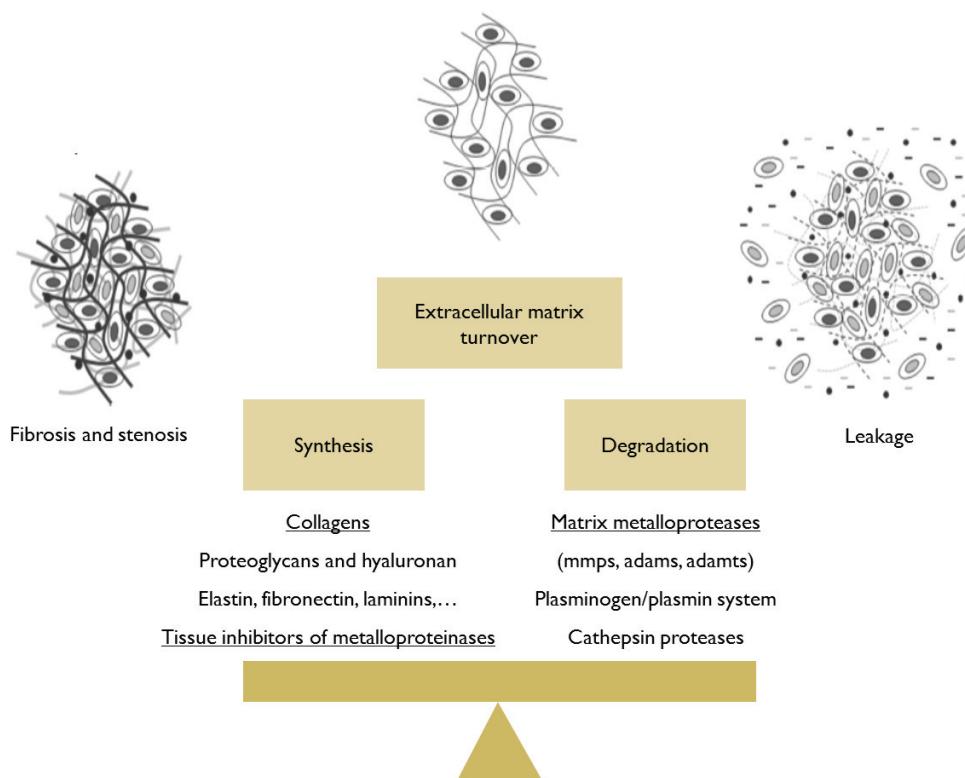 Extracellular matrix
turnover
Fibrosis and stenosis
Synthesis
Degradation
Leakage
Collagens
Proteoglycans and hyaluronan
Elastin, fibronectin, laminins,…
Tissue inhibitors of metalloproteinases
Matrix metalloproteases
(mmps, adams, adamts)
Plasminogen/plasmin system
Cathepsin proteases